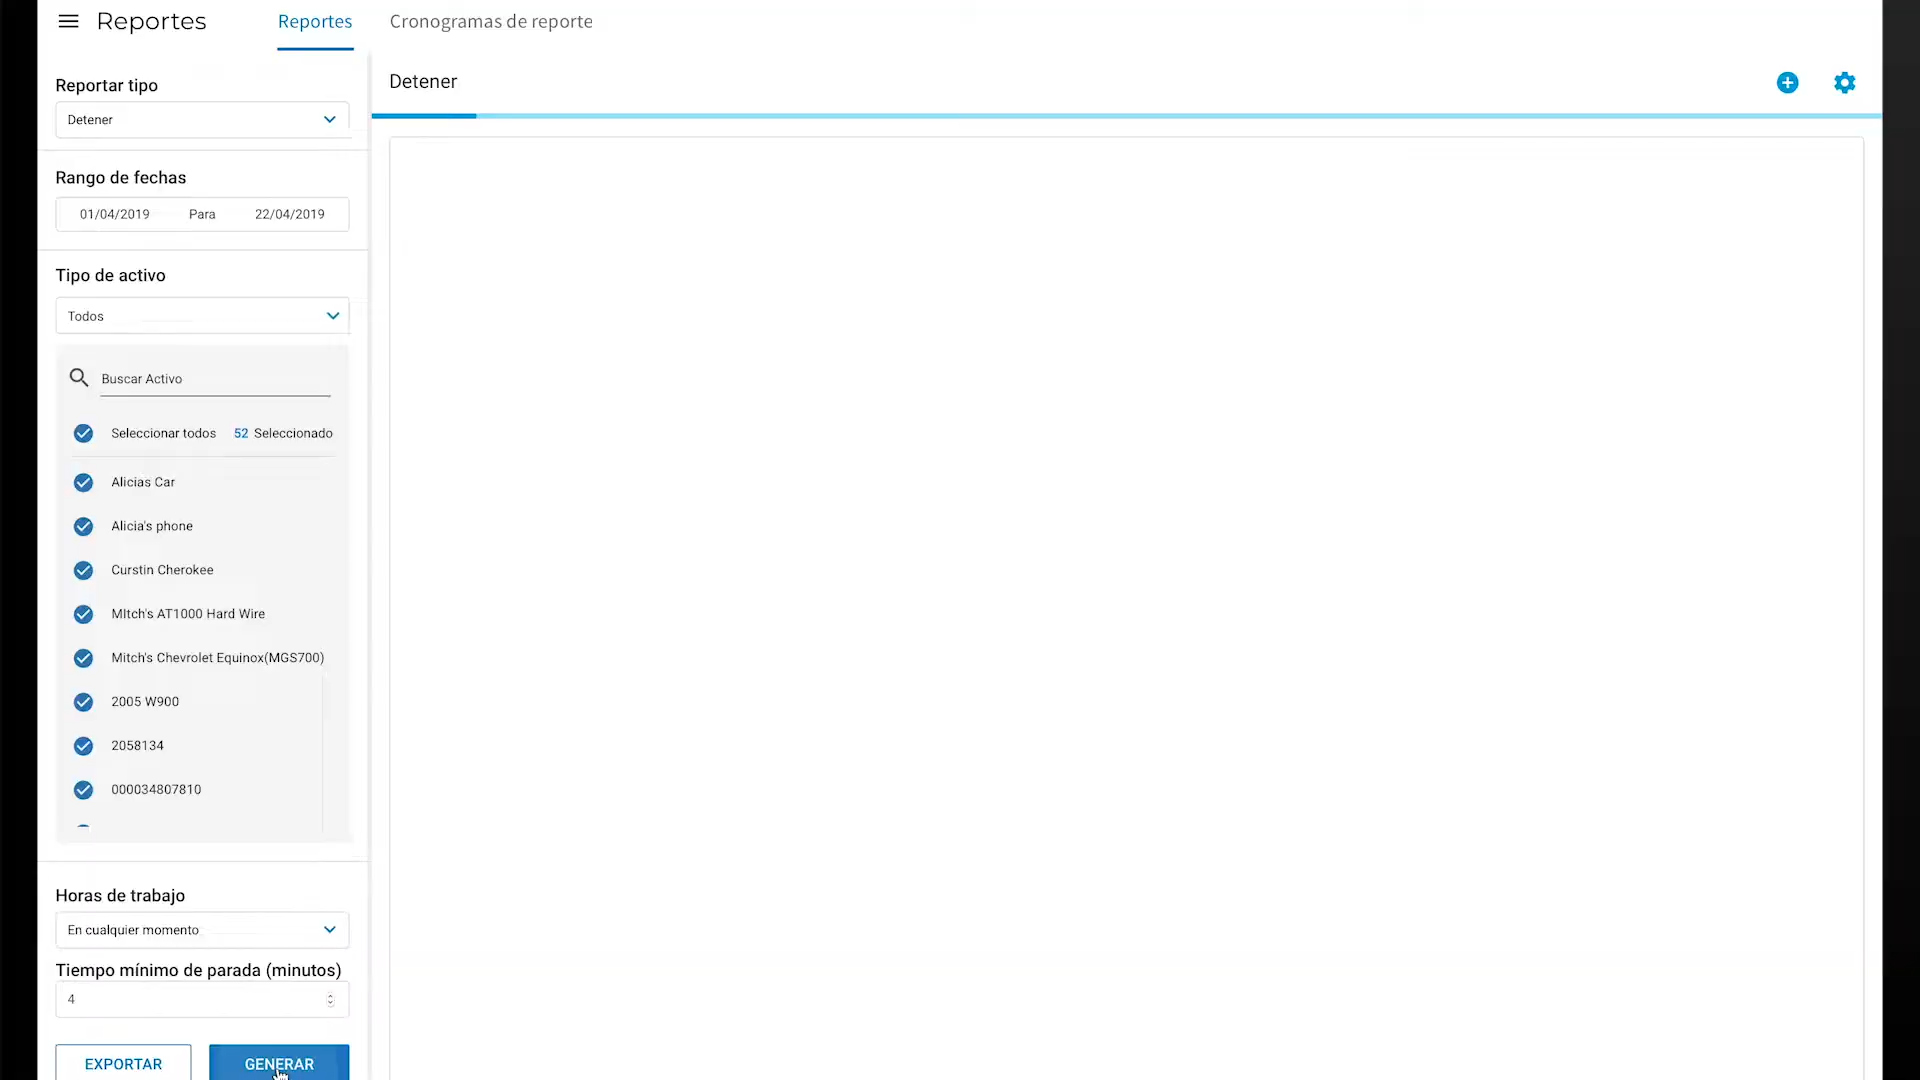 Reportes
Reportes
Cronogramas de reporte
Reportar tipo
Detener
Detener
Rango de fechas
01/04/2019 Para 22/04/2019
Tipo de activo
Todos
Buscar Activo
Seleccionar todos 52 Seleccionado
Alicias Car
Alicia's phone
Curstin Cherokee
MItch's AT1000 Hard Wire
Mitch's Chevrolet Equinox(MGS700)
2005 W900
2058134
000034807810
Horas de trabajo
En cualquier momento
Tiempo mínimo de parada (minutos)
4
EXPORTAR
GENERAR